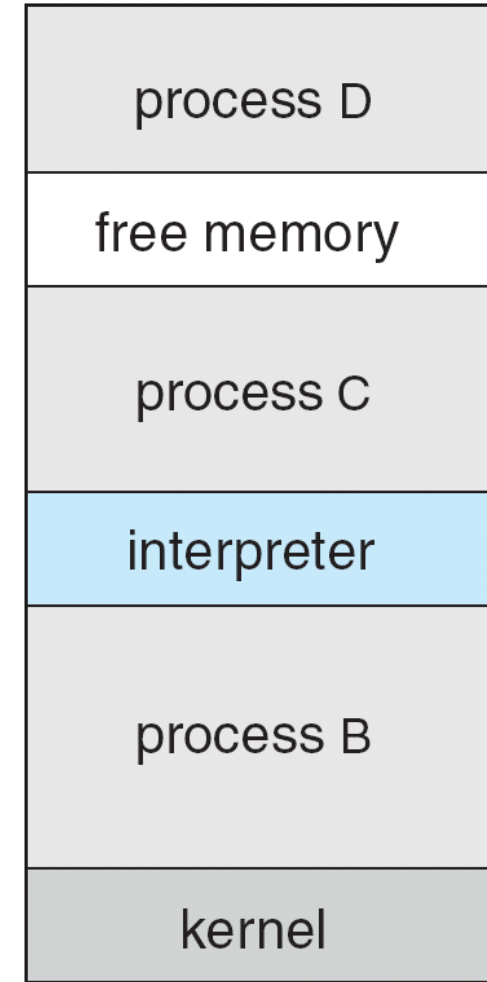 process D
free memory
process C
interpreter
process B
kernel